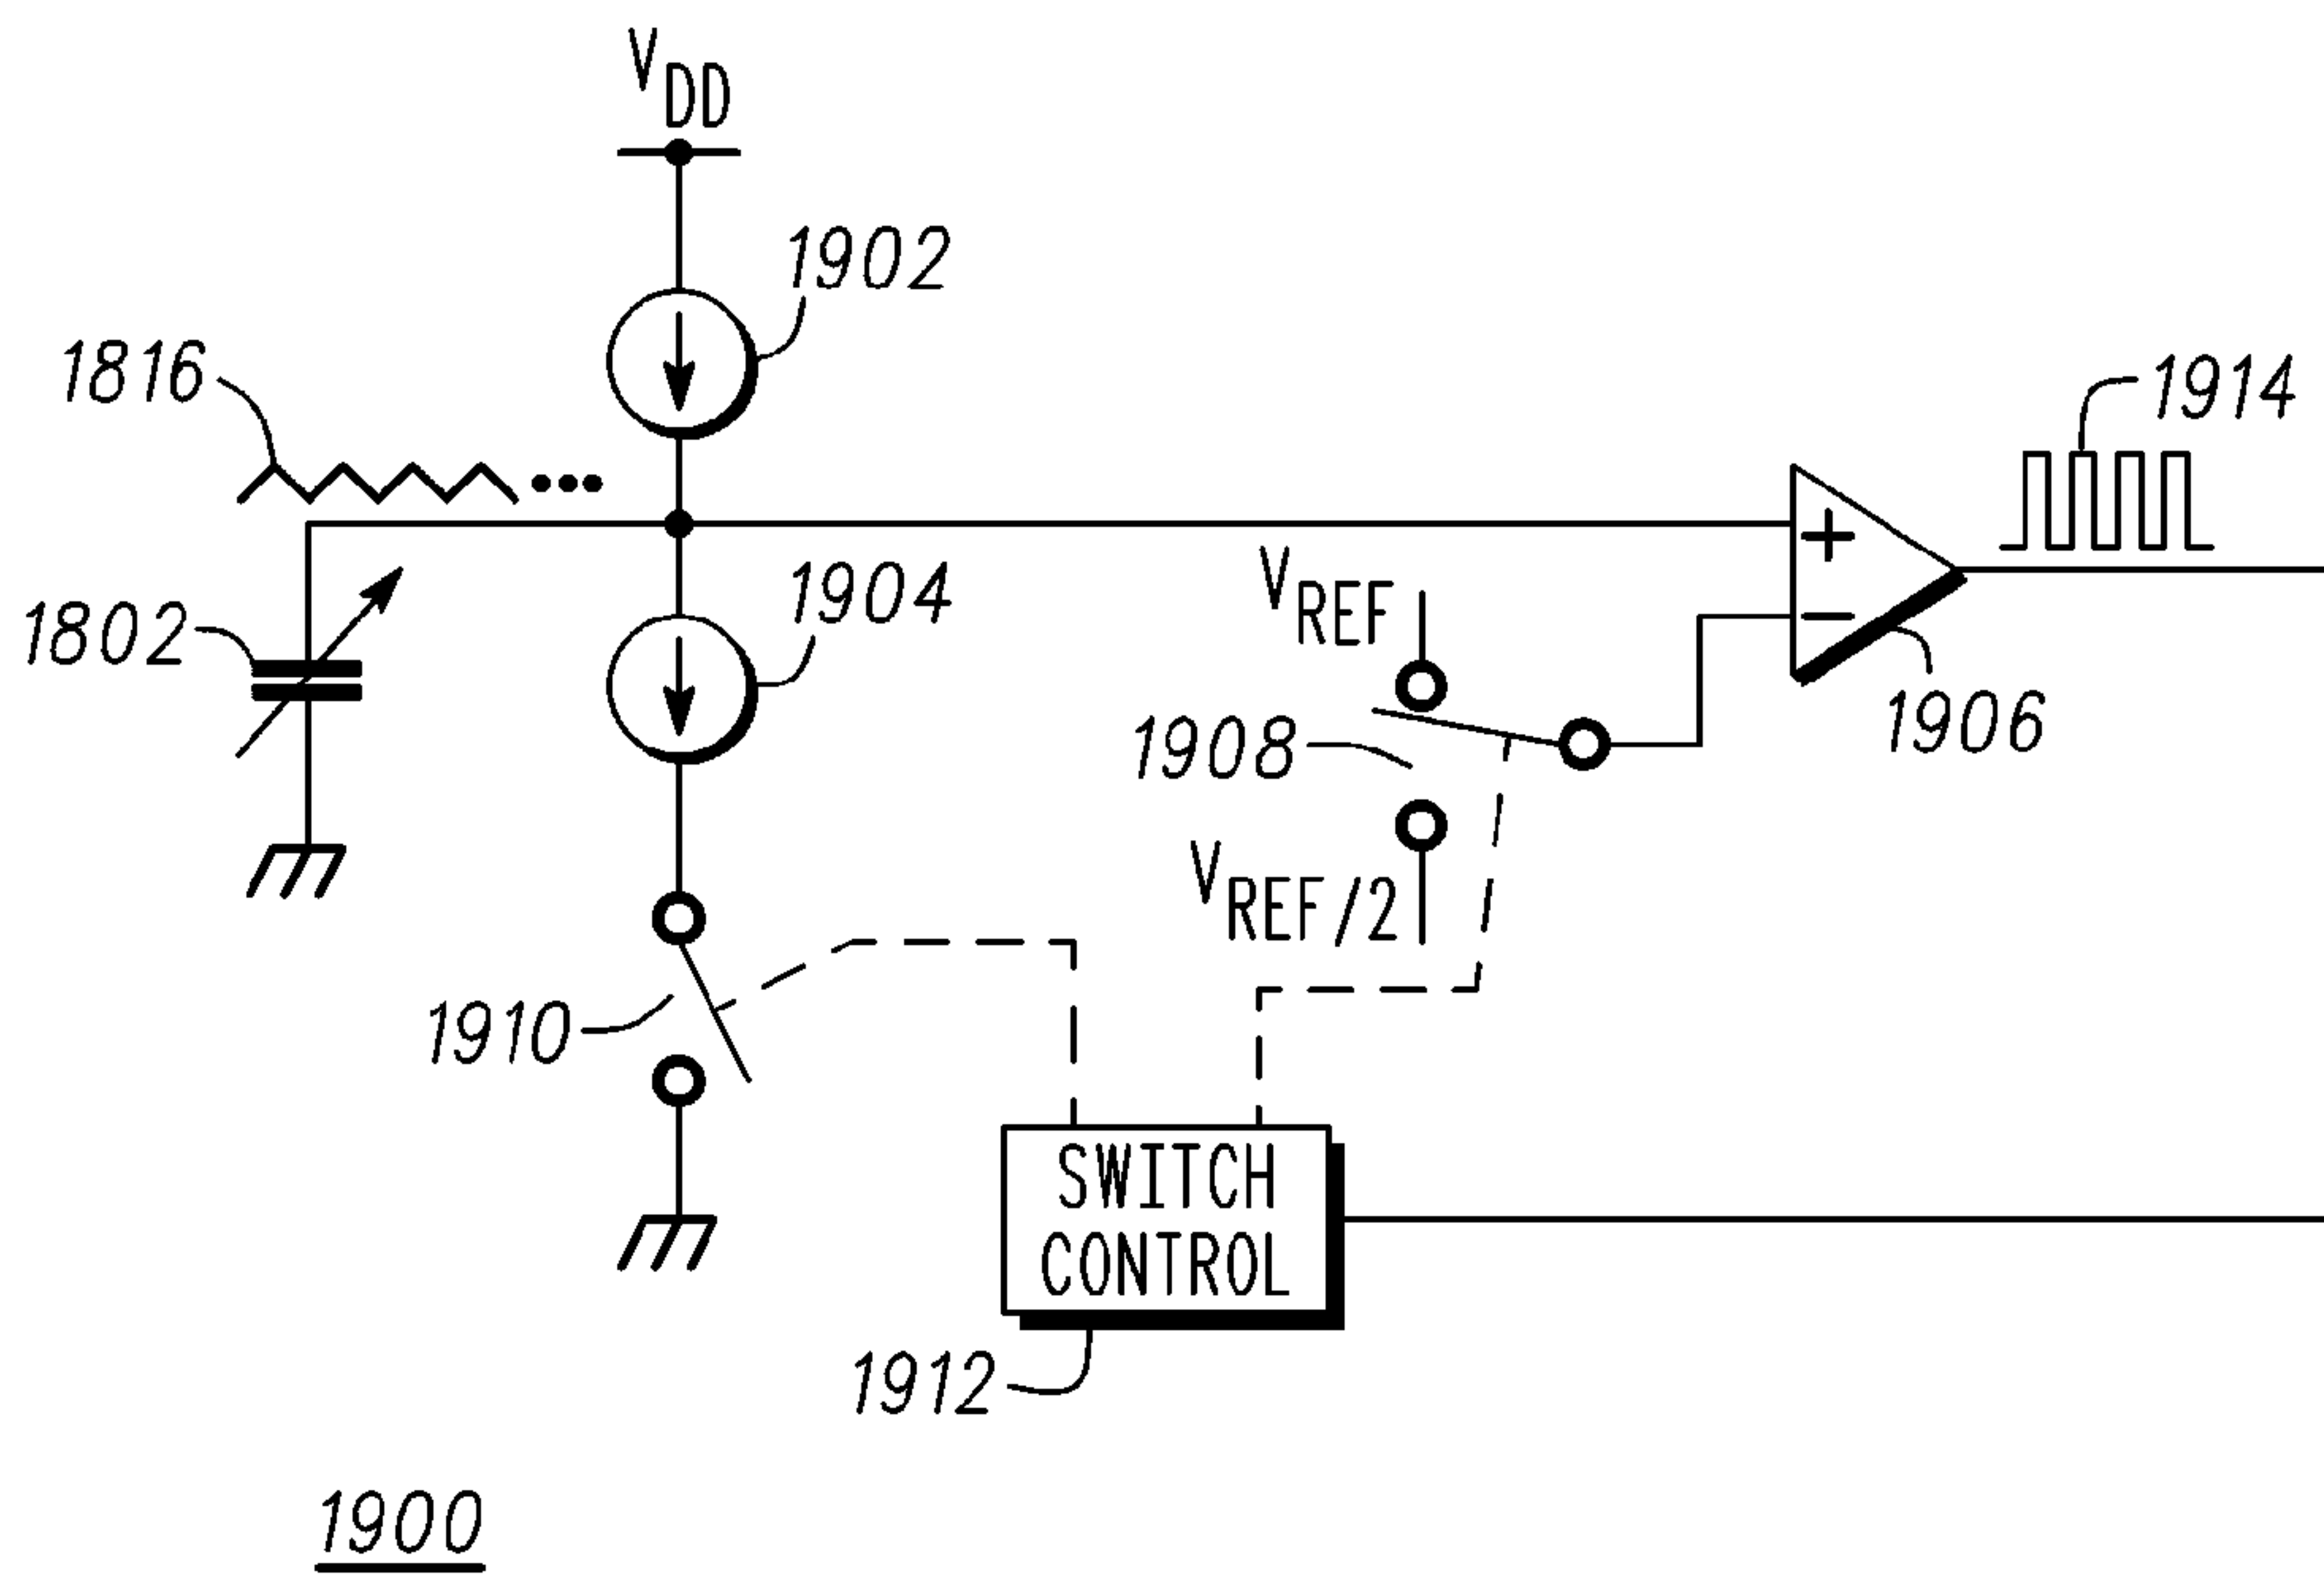 VDD
1902
1816
1914
1802
1904
VREF
+
−
1908
1906
VREF/2
1910
SWITCH
CONTROL
1912
1900